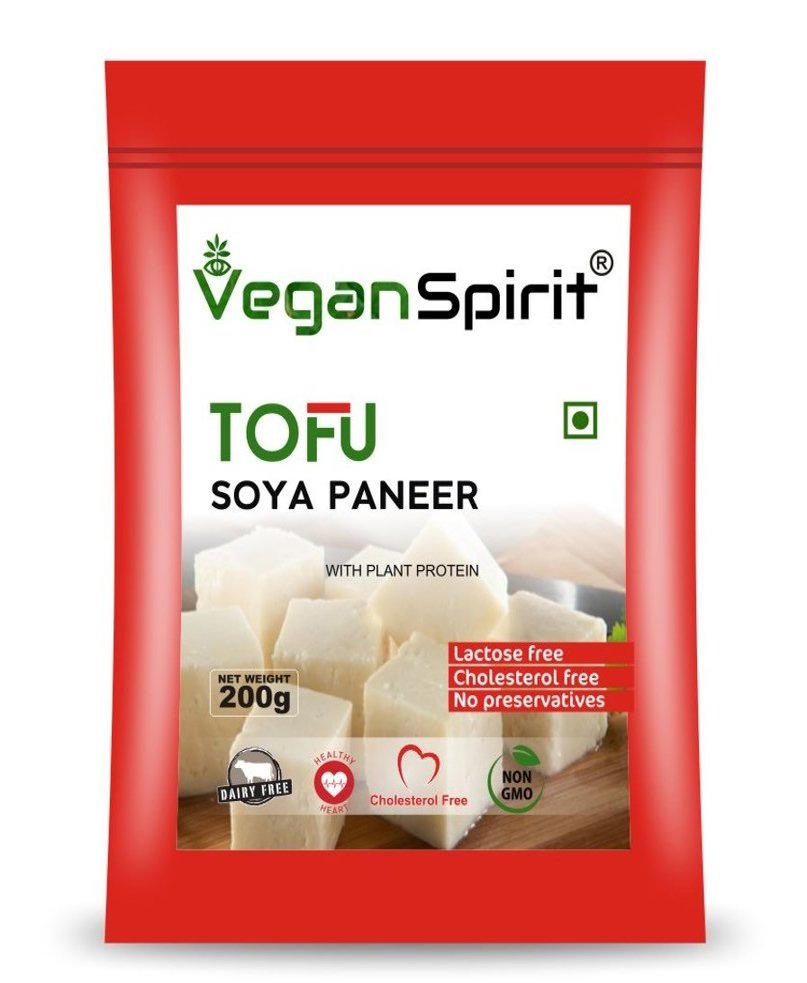 VeganSpirit®
TOFU
SOYA PANEER
WITH PLANT PROTEIN
Lactose free
Cholesterol free
No preservatives
NET WEIGHT
200g
DAIRY FREE
HEALTHY
HEART
Cholesterol Free
NON
GMO